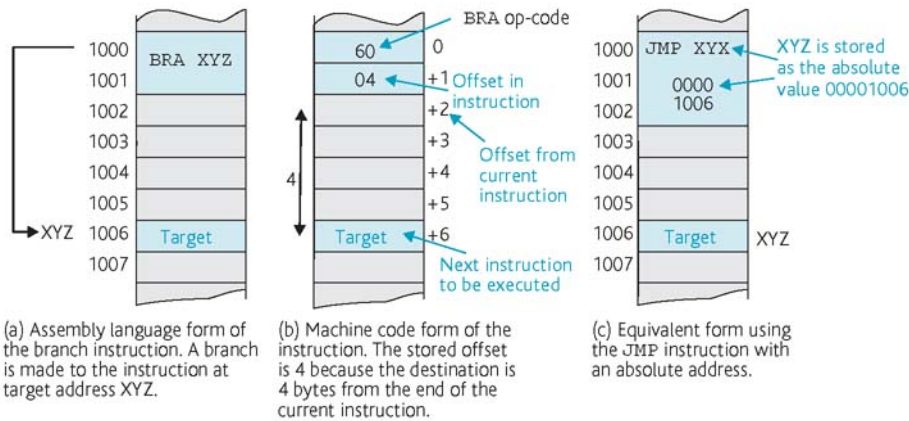 1000
1001
1002
1003
1004
1005
XYZ 1006
1007
BRA XYZ
Target
(a) Assembly language form of
the branch instruction. A branch
is made to the instruction at
target address XYZ.
BRA op-code
60
04
0
+1
+2
+3
+4
+5
+6
4
Offset in
instruction
Offset from
current
instruction
Target
Next instruction
to be executed
(b) Machine code form of the
instruction. The stored offset
is 4 because the destination is
4 bytes from the end of the
current instruction.
1000
1001
1002
1003
1004
1005
1006
1007
JMP XYX
0000
1006
XYZ is stored
as the absolute
value 00001006
Target
XYZ
(c) Equivalent form using
the JMP instruction with
an absolute address.